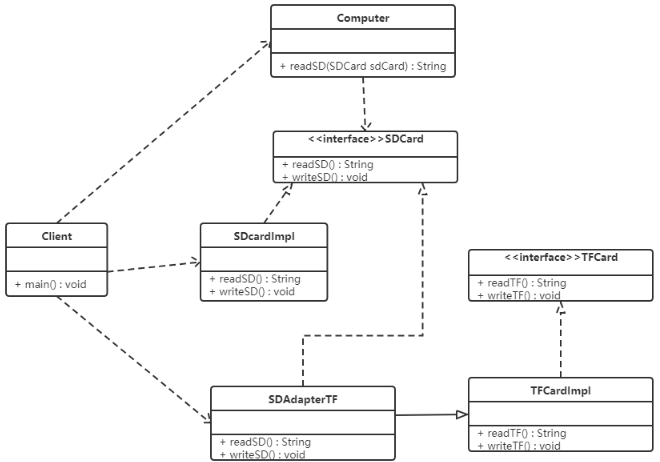 Computer
+ readSD(SDCard sdCard) : String
<<interface>>SDCard
+ readSD() : String
+ writeSD() : void
Client
+ main() : void
SDcardImpl
+ readSD() : String
+ writeSD() : void
<<interface>>TFCard
+ readTF() : String
+ writeTF() : void
SDAdapterTF
+ readSD() : String
+ writeSD() : void
TFCardImpl
+ readTF() : String
+ writeTF() : void